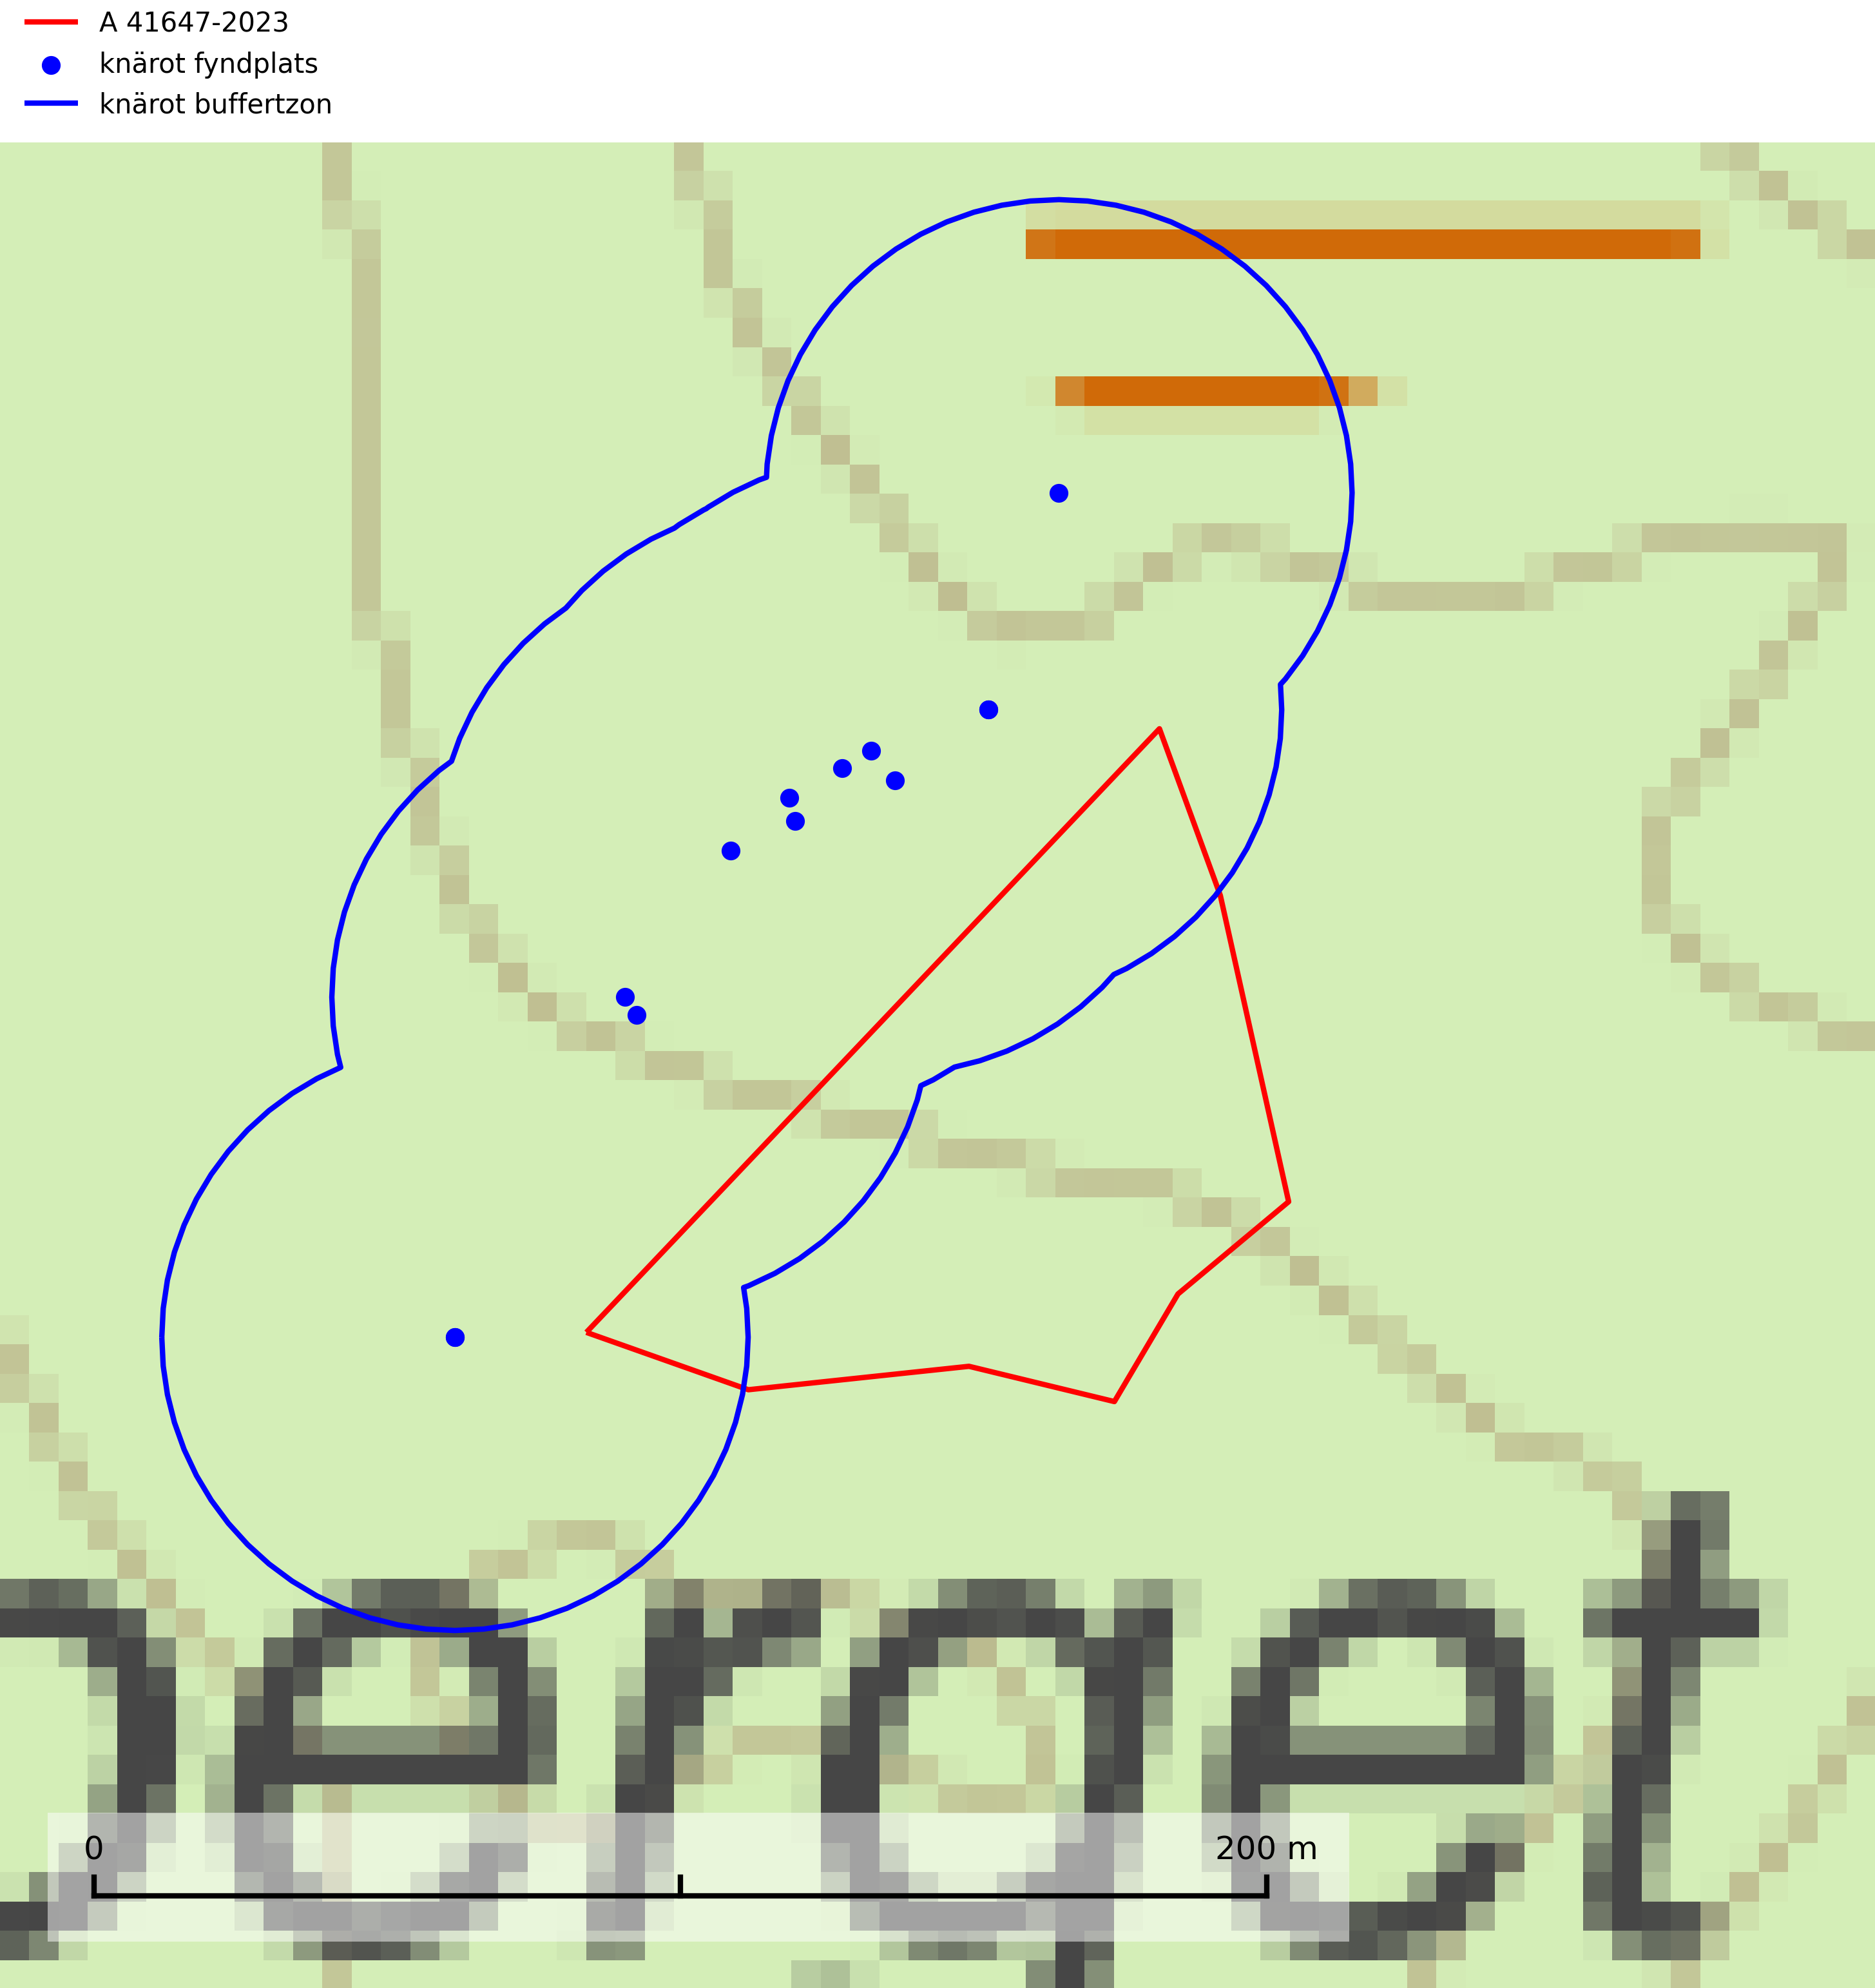 A 41647-2023
knärot fyndplats
knärot buffertzon
0
200 m